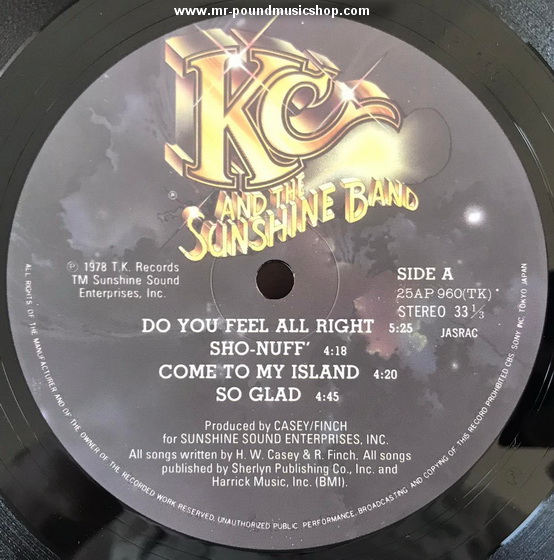 www.mr-poundmusicshop.com
KC
AND THE
SUNSHINE BAND
℗ 1978 T.K. Records
TM Sunshine Sound
Enterprises, Inc.
SIDE A
25AP 960(TK)
STEREO 33 1/3
JASRAC
DO YOU FEEL ALL RIGHT 5:25
SHO-NUFF' 4:18
COME TO MY ISLAND 4:20
SO GLAD 4:45
Produced by CASEY/FINCH
for SUNSHINE SOUND ENTERPRISES, INC.
All songs written by H. W. Casey & R. Finch. All songs
published by Sherlyn Publishing Co., Inc. and
Harrick Music, Inc. (BMI).
ALL RIGHTS OF THE MANUFACTURER AND OF THE OWNER OF THE RECORDED WORK RESERVED. UNAUTHORIZED PUBLIC PERFORMANCE, BROADCASTING AND COPYING OF THIS RECORD PROHIBITED CBS SONY INC. TOKYO JAPAN